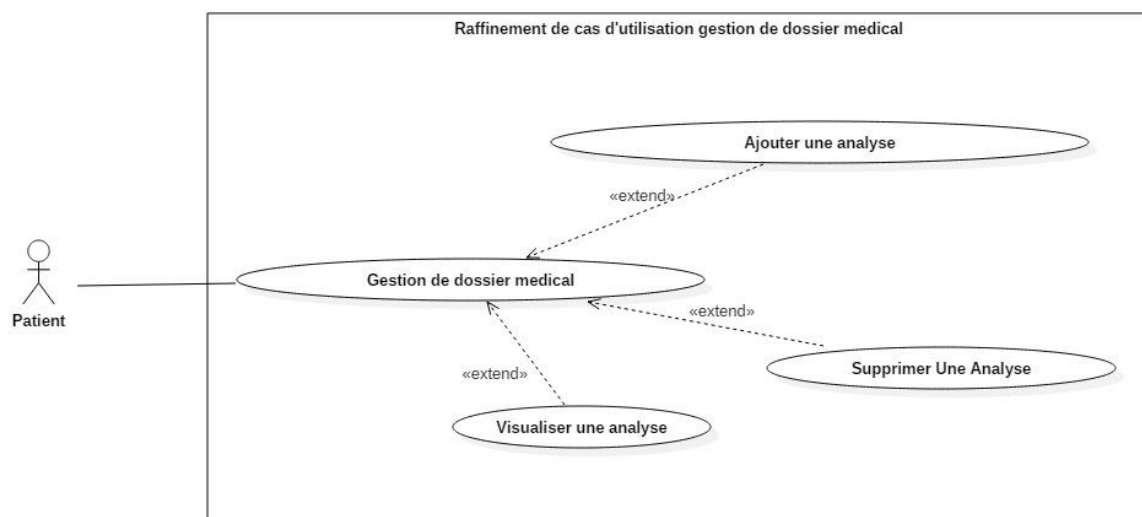 Raffinement de cas d'utilisation gestion de dossier medical
Ajouter une analyse
«extend»
Gestion de dossier medical
Patient
«extend»
Supprimer Une Analyse
«extend»
Visualiser une analyse